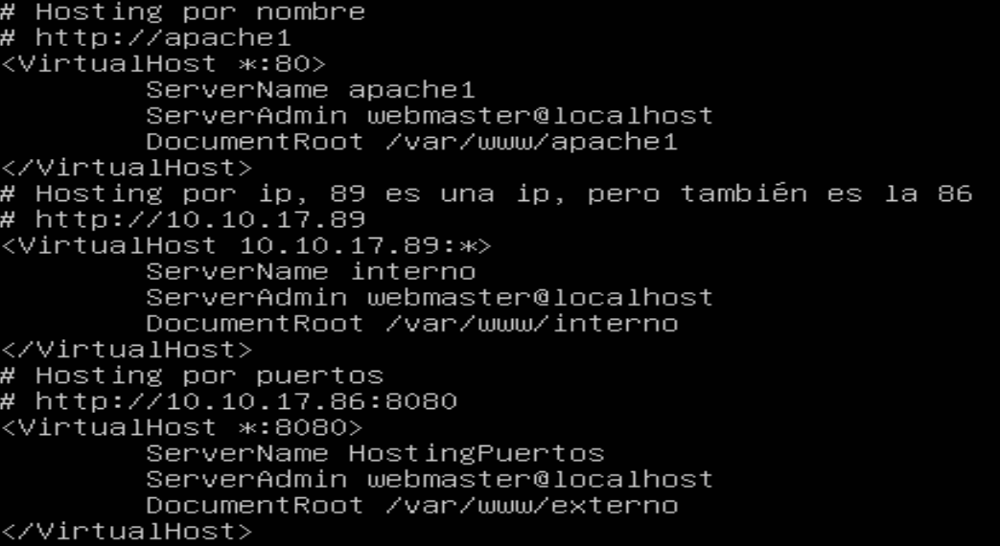 # Hosting por nombre
# http://apache1
<VirtualHost *:80>
        ServerName apache1
        ServerAdmin webmaster@localhost
        DocumentRoot /var/www/apache1
</VirtualHost>
# Hosting por ip, 89 es una ip, pero también es la 86
# http://10.10.17.89
<VirtualHost 10.10.17.89:*>
        ServerName interno
        ServerAdmin webmaster@localhost
        DocumentRoot /var/www/interno
</VirtualHost>
# Hosting por puertos
# http://10.10.17.86:8080
<VirtualHost *:8080>
        ServerName HostingPuertos
        ServerAdmin webmaster@localhost
        DocumentRoot /var/www/externo
</VirtualHost>